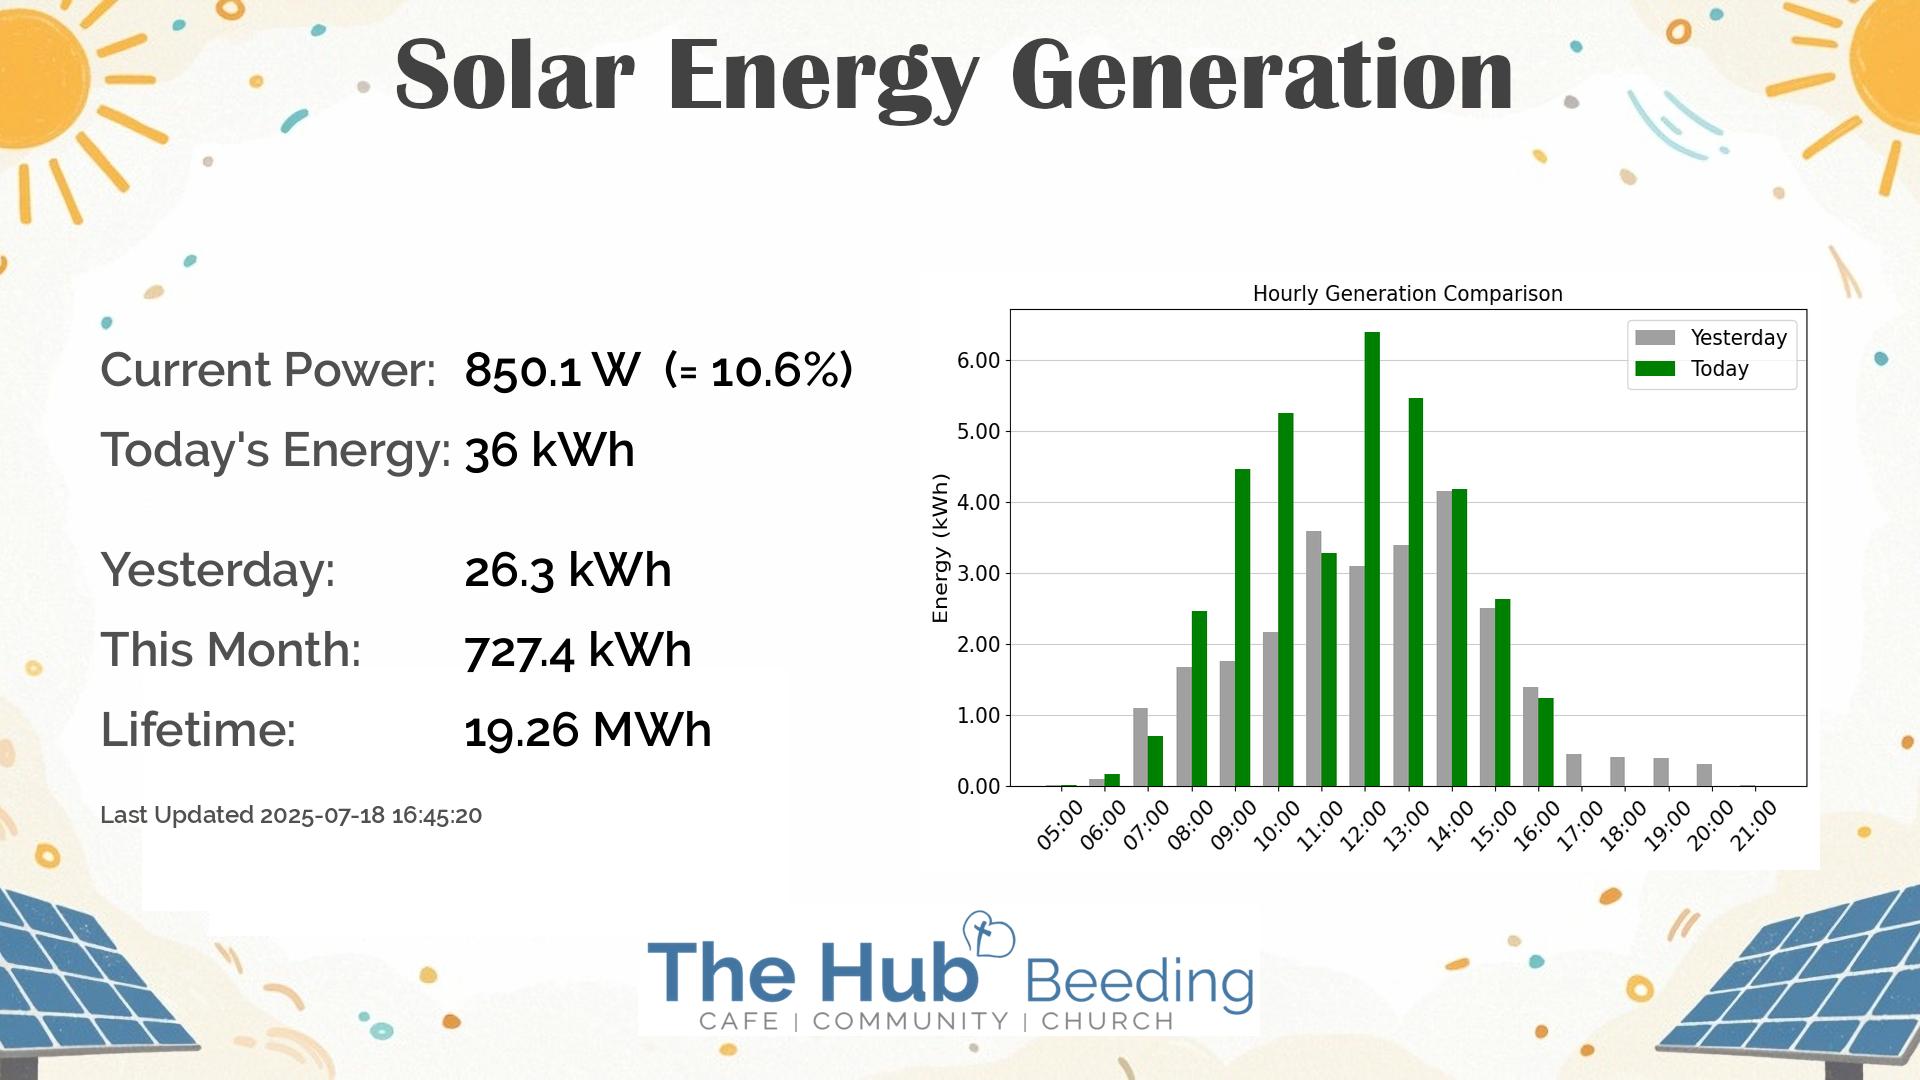 Solar Energy Generation
Current Power: 850.1 W (= 10.6%)
Today's Energy: 36 kWh
Yesterday: 26.3 kWh
This Month: 727.4 kWh
Lifetime: 19.26 MWh
Last Updated 2025-07-18 16:45:20
Hourly Generation Comparison
Yesterday
Today
Energy (kWh)
6.00
5.00
4.00
3.00
2.00
1.00
0.00
05:00 06:00 07:00 08:00 09:00 10:00 11:00 12:00 13:00 14:00 15:00 16:00 17:00 18:00 19:00 20:00 21:00
The Hub Beeding
CAFE | COMMUNITY | CHURCH